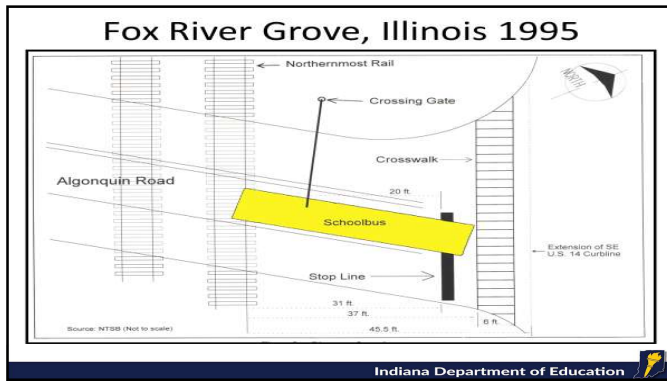 Fox River Grove, Illinois 1995
Northernmost Rail
NORTH
Crossing Gate
Crosswalk
Algonquin Road
20 ft.
Schoolbus
Extension of SE
U.S. 14 Curbline
Stop Line
31 ft.
37 ft.
6 ft.
45.5 ft.
Source: NTSB (Not to scale)
Indiana Department of Education